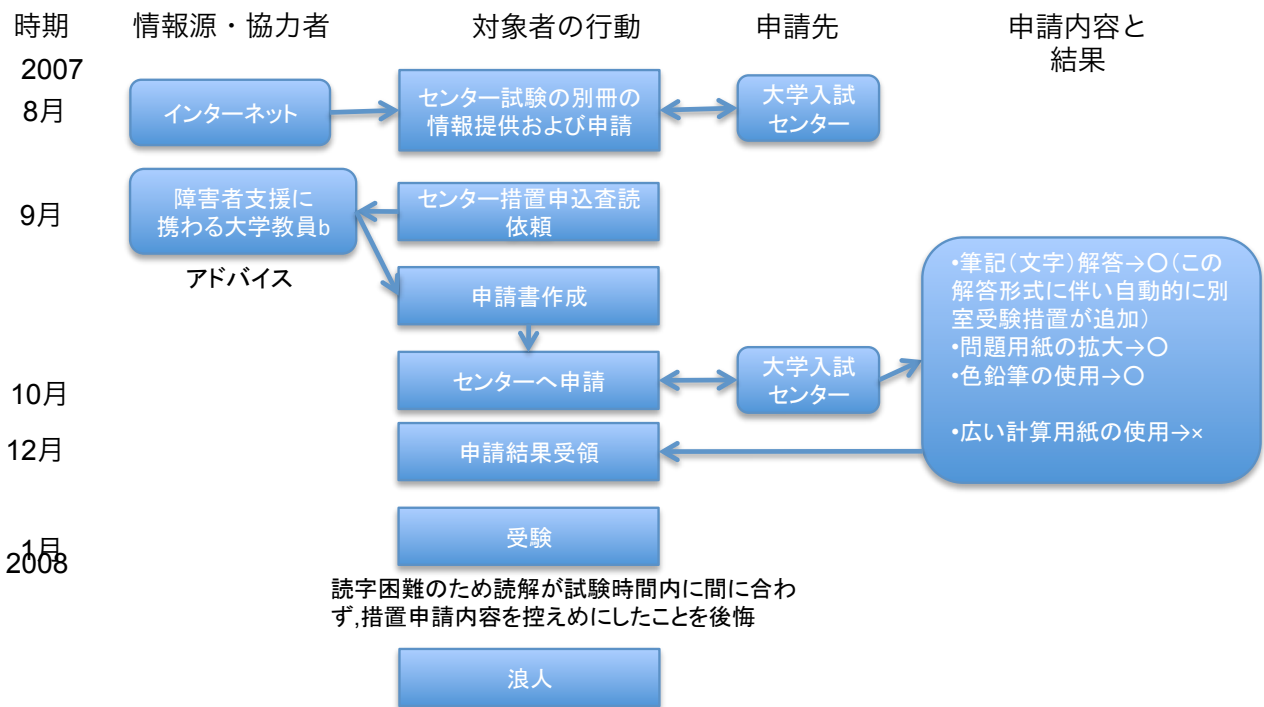 時期
情報源・協力者
対象者の行動
申請先
申請内容と
結果
2007
8月
インターネット
センター試験の別冊の
情報提供および申請
大学入試
センター
9月
障害者支援に
携わる大学教員b
アドバイス
センター措置申込査読
依頼
申請書作成
10月
センターへ申請
大学入試
センター
•筆記(文字)解答→○(この
解答形式に伴い自動的に別
室受験措置が追加)
•問題用紙の拡大→○
•色鉛筆の使用→○
•広い計算用紙の使用→×
12月
申請結果受領
1月
2008
受験
読字困難のため読解が試験時間内に間に合わ
ず,措置申請内容を控えめにしたことを後悔
浪人